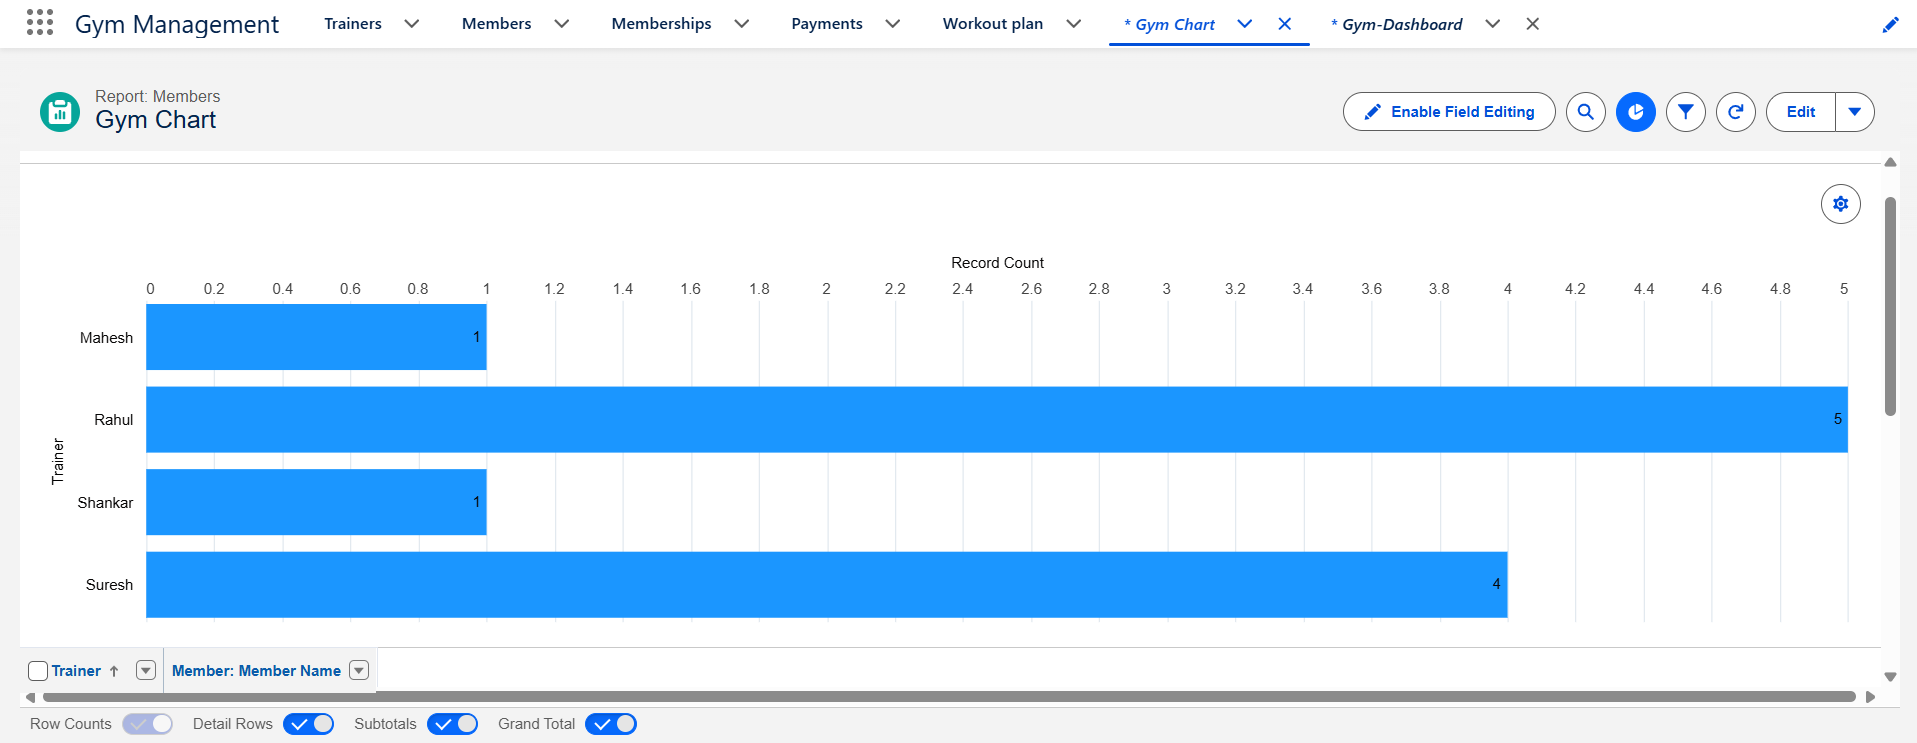 Gym Management
Trainers
Members
Memberships
Payments
Workout plan
* Gym Chart
* Gym-Dashboard
Report: Members
Gym Chart
Enable Field Editing
Edit
Record Count
0 0.2 0.4 0.6 0.8 1 1.2 1.4 1.6 1.8 2 2.2 2.4 2.6 2.8 3 3.2 3.4 3.6 3.8 4 4.2 4.4 4.6 4.8 5
Trainer
Mahesh 1
Rahul 5
Shankar 1
Suresh 4
Trainer ↑
Member: Member Name
Row Counts
Detail Rows
Subtotals
Grand Total